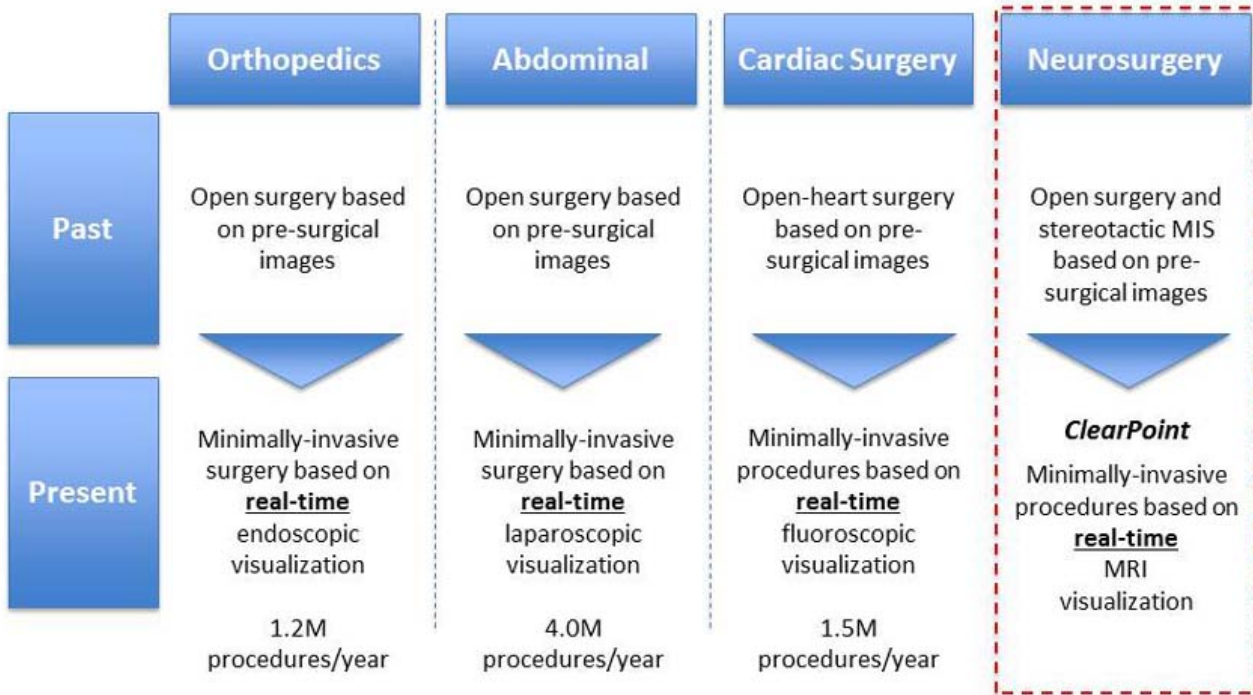 Orthopedics
Abdominal
Cardiac Surgery
Neurosurgery
Past
Open surgery based
on pre-surgical
images
Open surgery based
on pre-surgical
images
Open-heart surgery
based on pre-
surgical images
Open surgery and
stereotactic MIS
based on pre-
surgical images
Present
Minimally-invasive
surgery based on
real-time
endoscopic
visualization
1.2M
procedures/year
Minimally-invasive
surgery based on
real-time
laparoscopic
visualization
4.0M
procedures/year
Minimally-invasive
procedures based on
real-time
fluoroscopic
visualization
1.5M
procedures/year
ClearPoint
Minimally-invasive
procedures based on
real-time
MRI
visualization